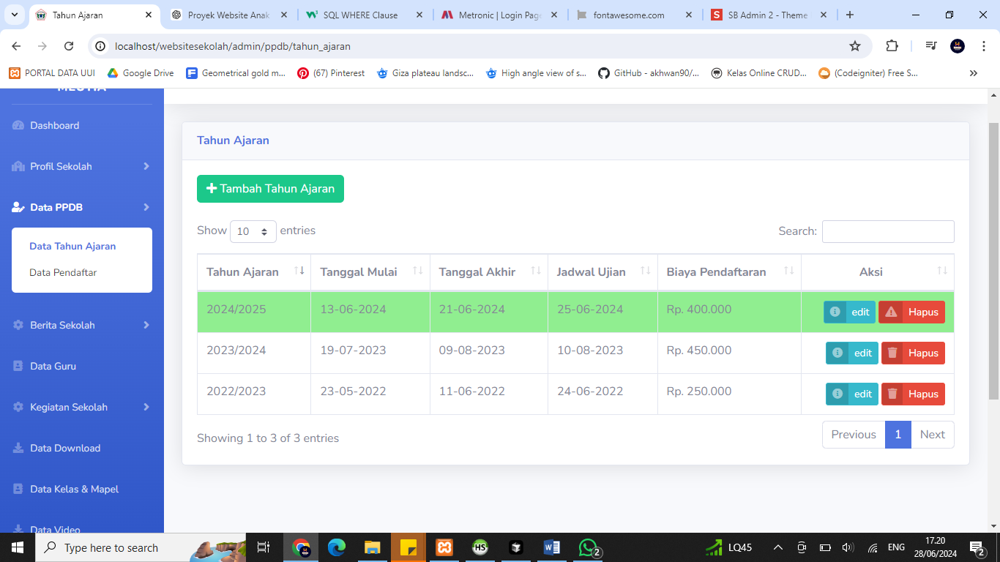 Tahun Ajaran
Proyek Website Anak
SQL WHERE Clause
Metronic | Login Page
fontawesome.com
SB Admin 2 - Theme
localhost/websitesekolah/admin/ppdb/tahun_ajaran
PORTAL DATA UUI
Google Drive
Geometrical gold m...
(67) Pinterest
Giza plateau landsc...
High angle view of s...
GitHub - akhwan90/...
Kelas Online CRUD...
(Codeigniter) Free S...
Dashboard
Profil Sekolah
Data PPDB
Data Tahun Ajaran
Data Pendaftar
Berita Sekolah
Data Guru
Kegiatan Sekolah
Data Download
Data Kelas & Mapel
Data Video
Tahun Ajaran
Tambah Tahun Ajaran
Show 10 entries
Search:
Tahun Ajaran Tanggal Mulai Tanggal Akhir Jadwal Ujian Biaya Pendaftaran Aksi
2024/2025 13-06-2024 21-06-2024 25-06-2024 Rp. 400.000 edit Hapus
2023/2024 19-07-2023 09-08-2023 10-08-2023 Rp. 450.000 edit Hapus
2022/2023 23-05-2022 11-06-2022 24-06-2022 Rp. 250.000 edit Hapus
Showing 1 to 3 of 3 entries
Previous 1 Next
Type here to search
HS
2
LQ45
ENG
17.20
28/06/2024
2